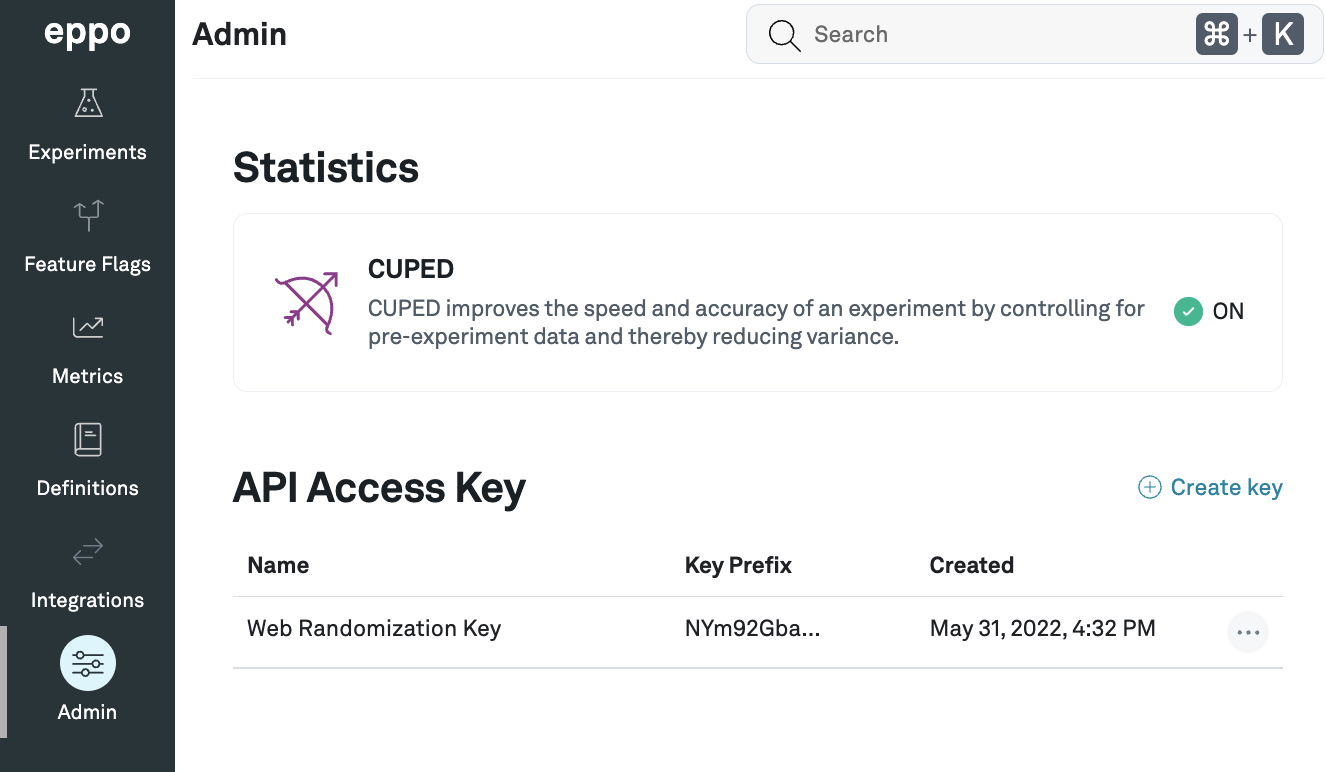 eppo
Experiments
Feature Flags
Metrics
Definitions
Integrations
Admin
Admin
Search
⌘ + K
Statistics
CUPED
CUPED improves the speed and accuracy of an experiment by controlling for
pre-experiment data and thereby reducing variance.
ON
API Access Key
Create key
Name Key Prefix Created
Web Randomization Key NYm92Gba... May 31, 2022, 4:32 PM